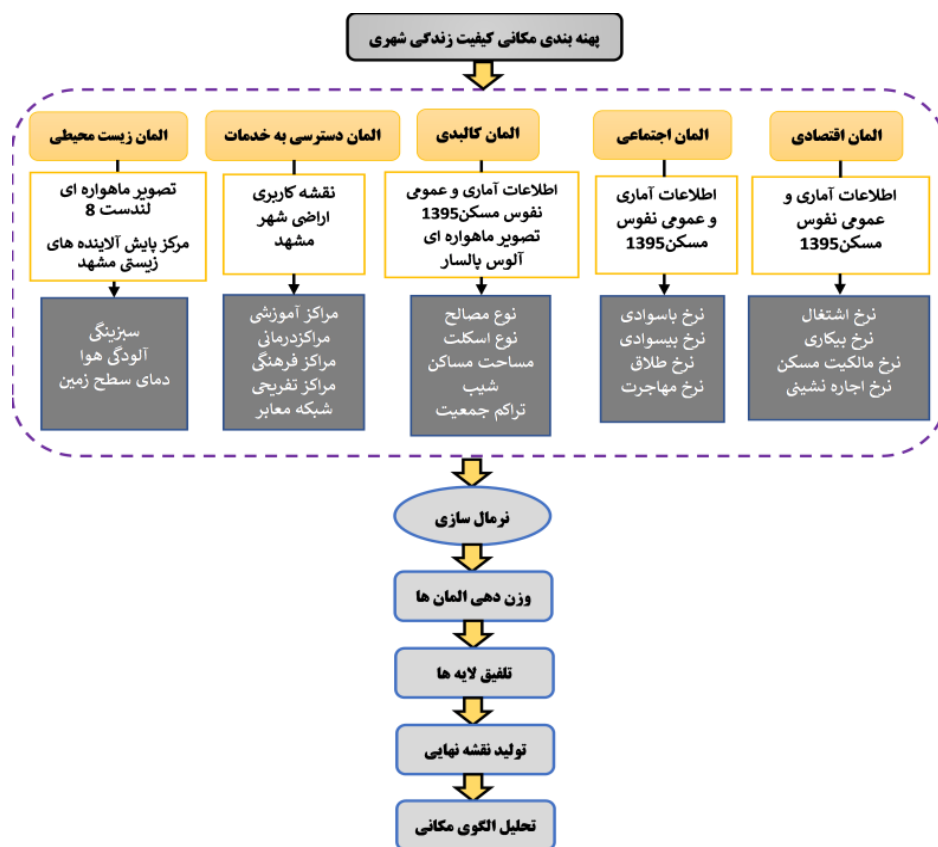 پهنه بندی مکانی کیفیت زندگی شهری
المان اقتصادی
اطلاعات آماری و
عمومی نفوس
مسکن1395
نرخ اشتغال
نرخ بیکاری
نرخ مالکیت مسکن
نرخ اجاره نشینی
المان اجتماعی
اطلاعات آماری
و عمومی نفوس
مسکن1395
نرخ باسوادی
نرخ بیسوادی
نرخ طلاق
نرخ مهاجرت
المان کالبدی
اطلاعات آماری و عمومی
نفوس مسکن1395
تصویر ماهواره ای
آلوس پالسار
نوع مصالح
نوع اسکلت
مساحت مساکن
شیب
تراکم جمعیت
المان دسترسی به خدمات
نقشه کاربری
اراضی شهر
مشهد
مراکز آموزشی
مراکزدرمانی
مراکز فرهنگی
مراکز تفریحی
شبکه معابر
المان زیست محیطی
تصویر ماهواره ای
لندست 8
مرکز پایش آلاینده های
زیستی مشهد
سبزینگی
آلودگی هوا
دمای سطح زمین
نرمال سازی
وزن دهی المان ها
تلفیق لایه ها
تولید نقشه نهایی
تحلیل الگوی مکانی